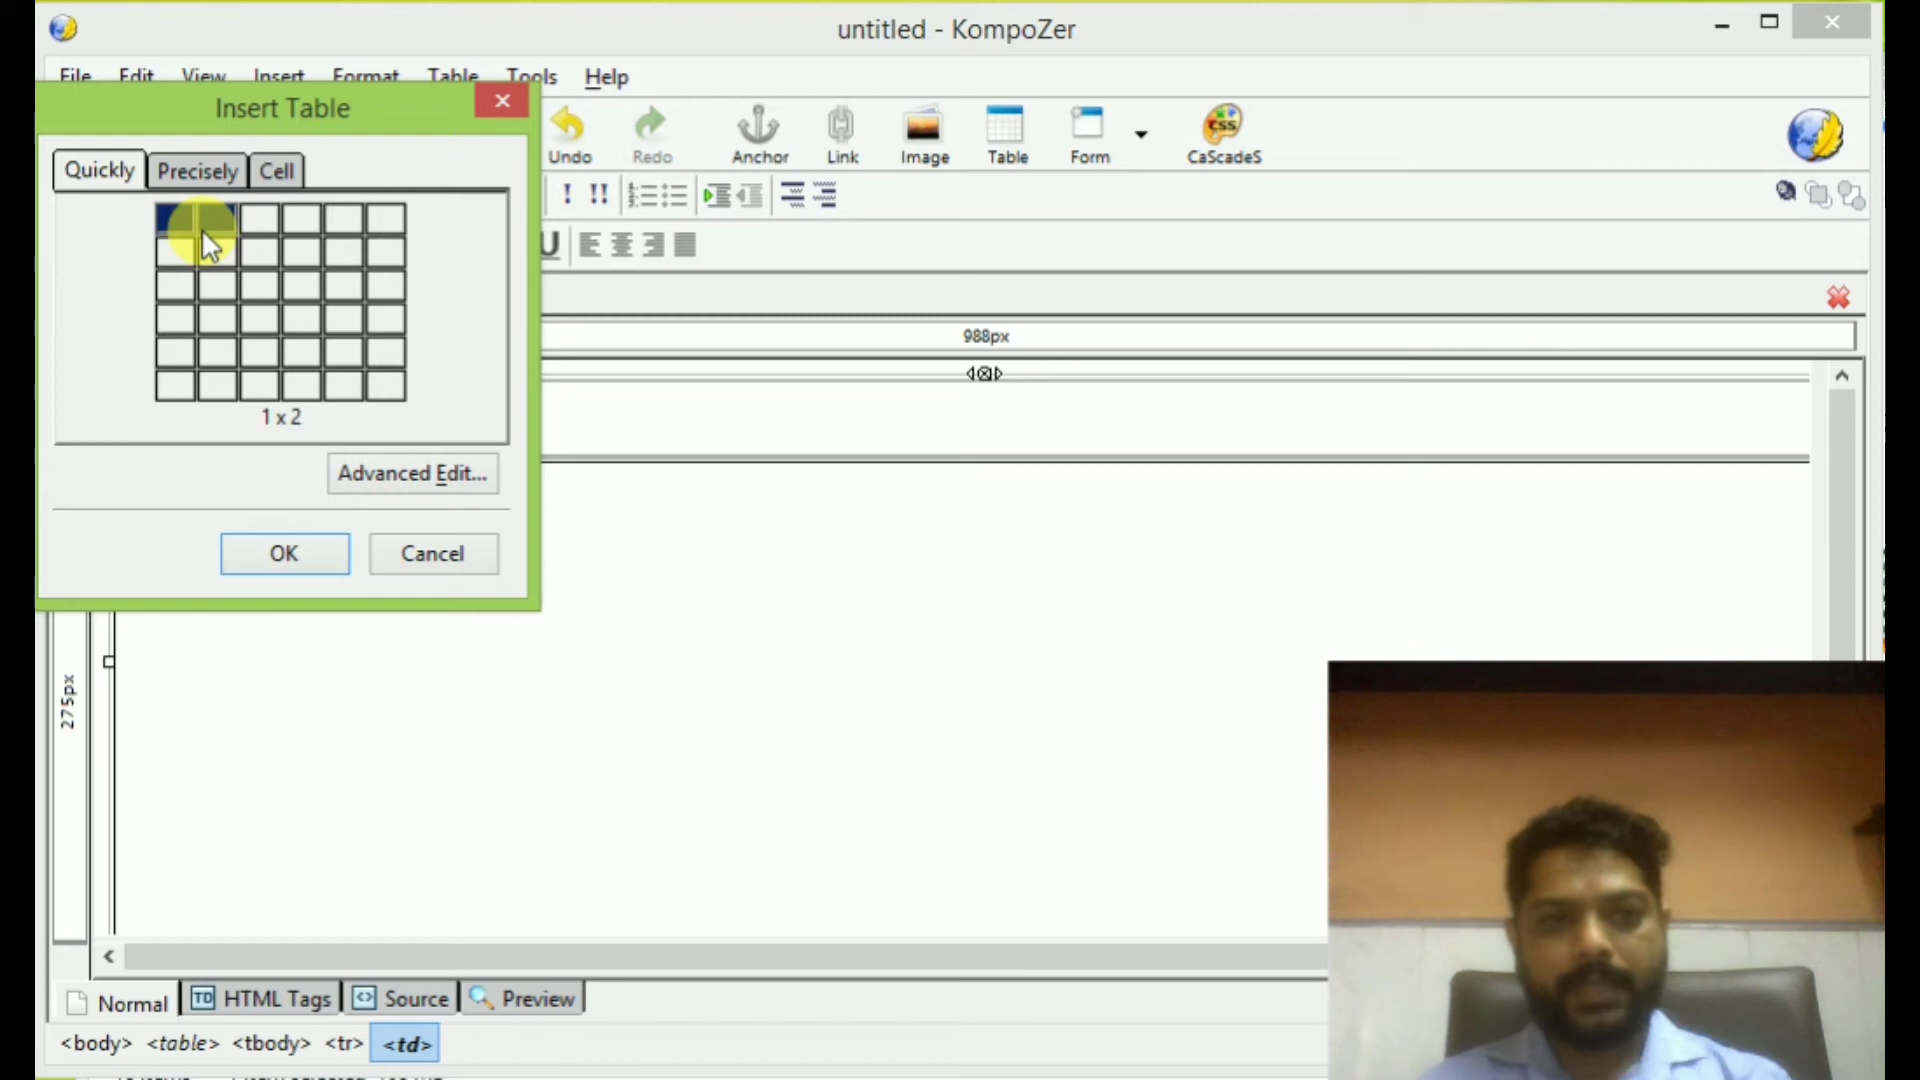 untitled - KompoZer
File Edit View Insert Format Table Tools Help
Insert Table
Undo Redo Anchor Link Image Table Form CaScadeS
css
Quickly Precisely Cell
! !!
U
988px
1 x 2
Advanced Edit...
OK Cancel
275px
Normal TD HTML Tags Source Preview
<body> <table> <tbody> <tr> <td>